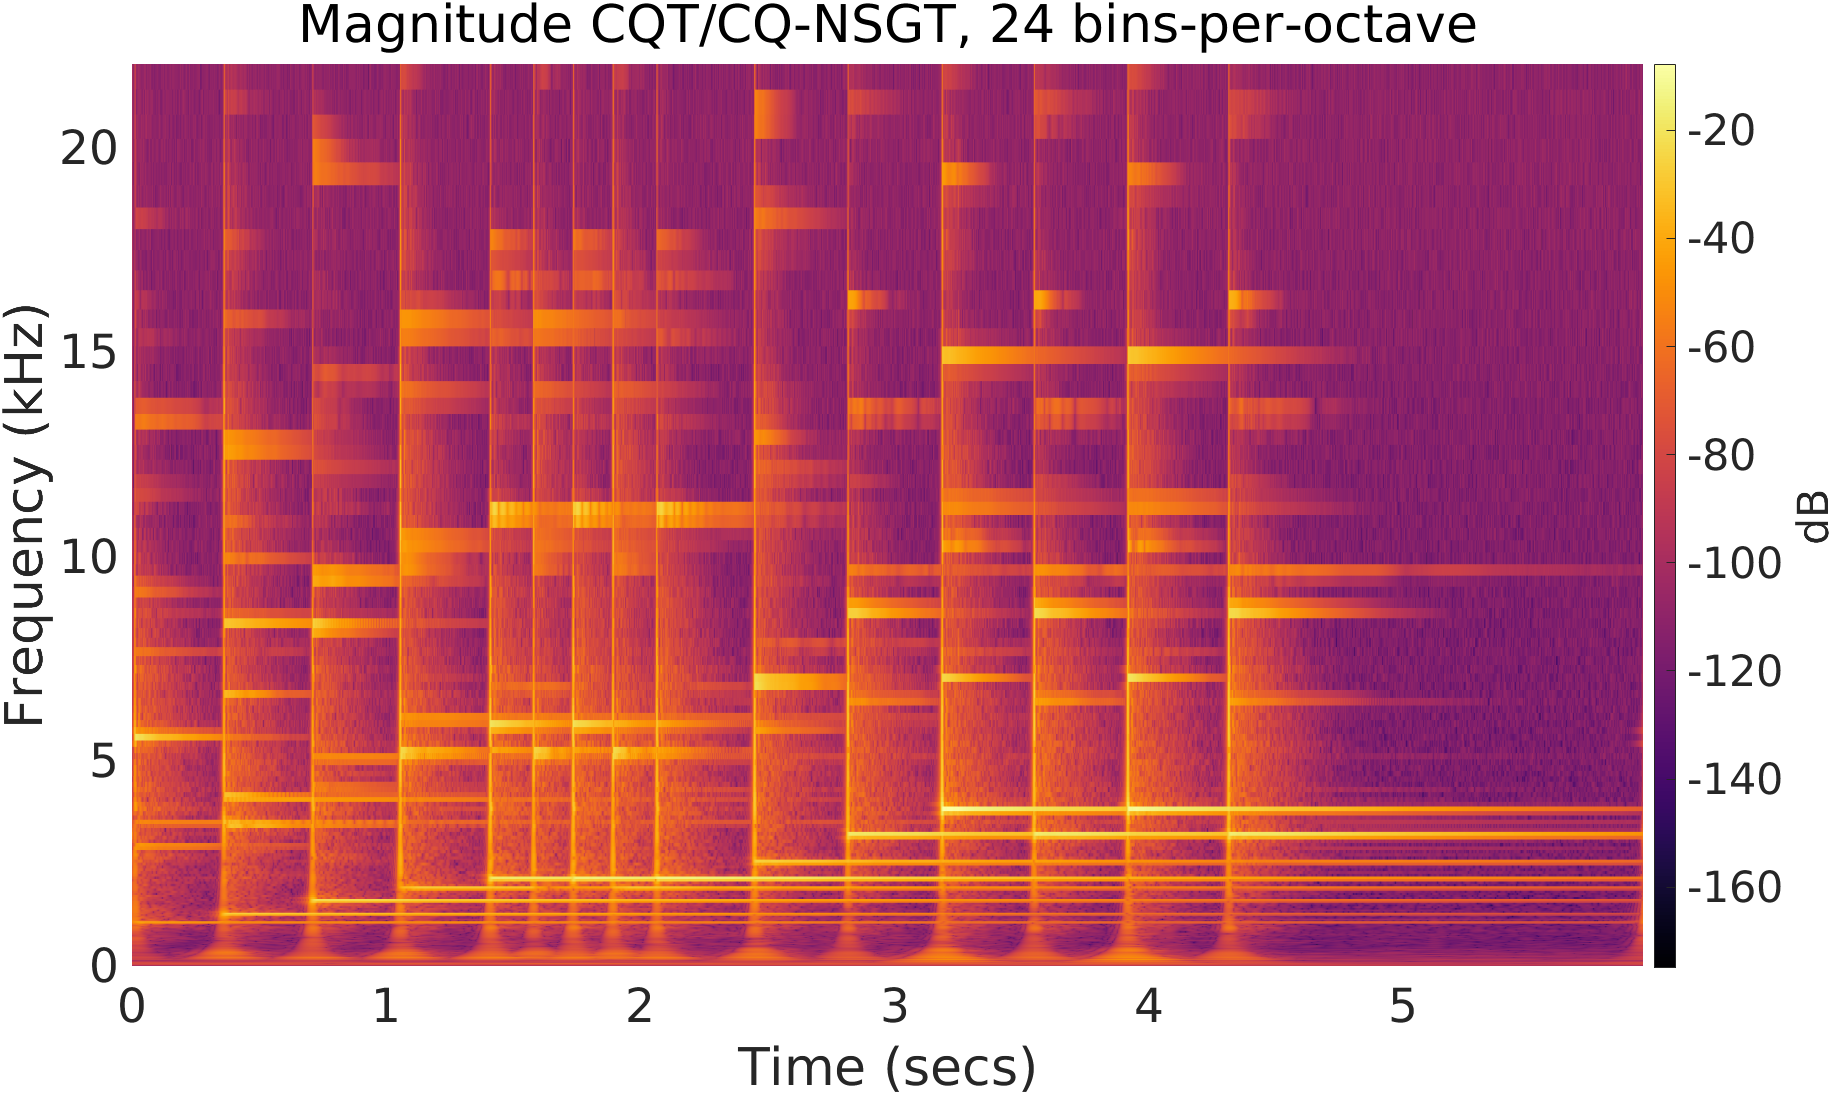 Magnitude CQT/CQ-NSGT, 24 bins-per-octave
Frequency (kHz)
20
15
10
5
0
0 1 2 3 4 5
Time (secs)
-20
-40
-60
-80
-100
-120
-140
-160
dB